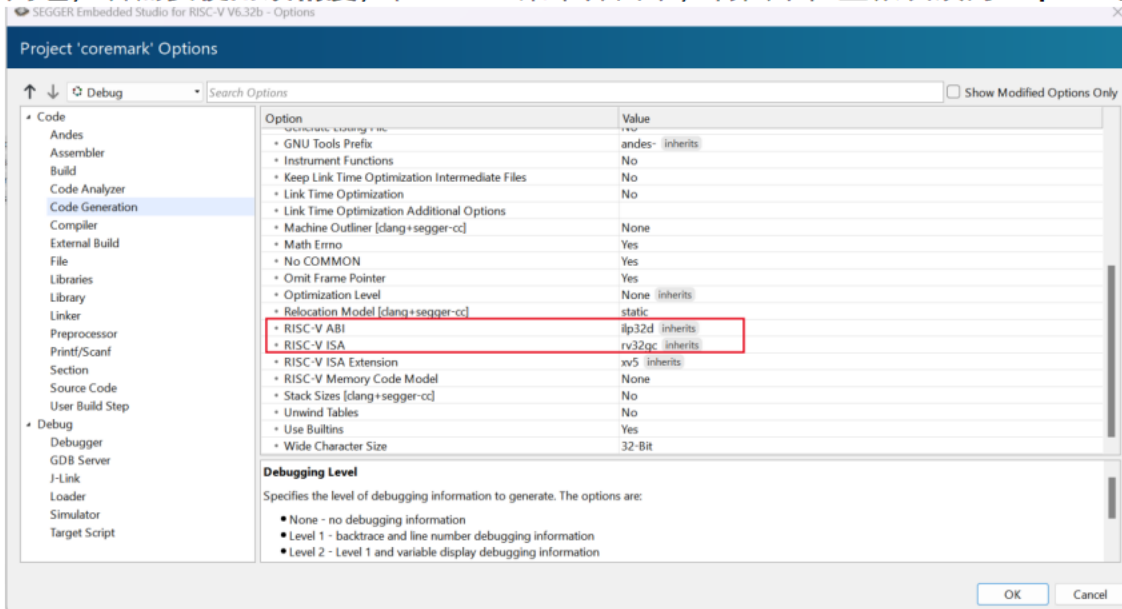 SEGGER Embedded Studio for RISC-V V6.32b - Options
Project 'coremark' Options
Debug
Search Options
Show Modified Options Only
Code
Andes
Assembler
Build
Code Analyzer
Code Generation
Compiler
External Build
File
Libraries
Library
Linker
Preprocessor
Printf/Scanf
Section
Source Code
User Build Step
Debug
Debugger
GDB Server
J-Link
Loader
Simulator
Target Script
Option Value
GNU Tools Prefix andes- inherits
Instrument Functions No
Keep Link Time Optimization Intermediate Files No
Link Time Optimization No
Link Time Optimization Additional Options
Machine Outliner [clang+segger-cc] None
Math Errno Yes
No COMMON Yes
Omit Frame Pointer Yes
Optimization Level None inherits
Relocation Model [clang+segger-cc] static
RISC-V ABI ilp32d inherits
RISC-V ISA rv32gc inherits
RISC-V ISA Extension xv5 inherits
RISC-V Memory Code Model None
Stack Sizes [clang+segger-cc] No
Unwind Tables No
Use Builtins Yes
Wide Character Size 32-Bit
Debugging Level
Specifies the level of debugging information to generate. The options are:
● None - no debugging information
● Level 1 - backtrace and line number debugging information
● Level 2 - Level 1 and variable display debugging information
OK Cancel